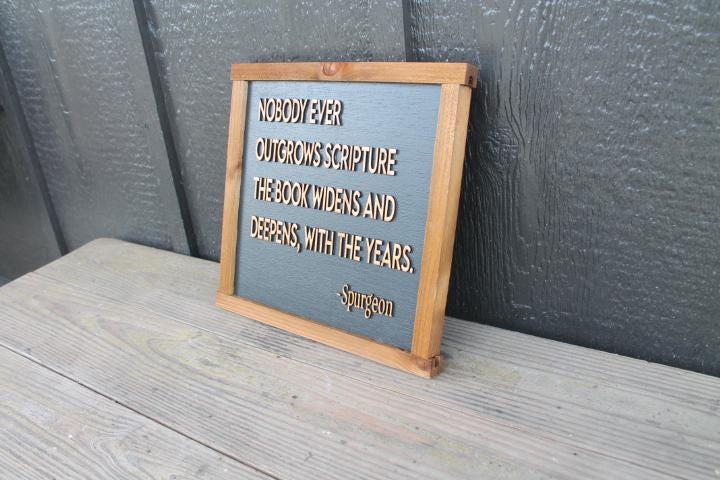 NOBODY EVER
OUTGROWS SCRIPTURE
THE BOOK WIDENS AND
DEEPENS, WITH THE YEARS.
-Spurgeon